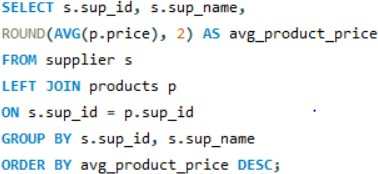 SELECT s.sup_id, s.sup_name,
ROUND(AVG(p.price), 2) AS avg_product_price
FROM supplier s
LEFT JOIN products p
ON s.sup_id = p.sup_id
GROUP BY s.sup_id, s.sup_name
ORDER BY avg_product_price DESC;